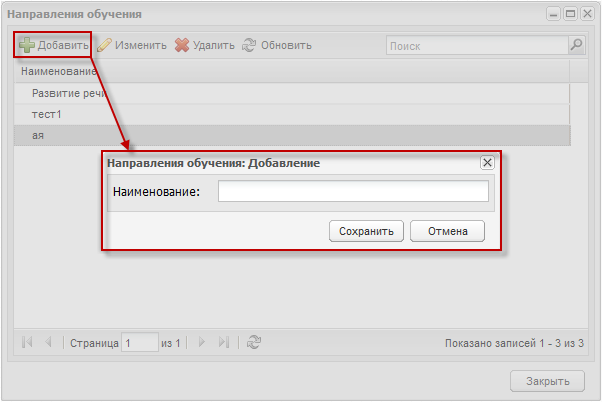 Направления обучения
Добавить Изменить Удалить Обновить Поиск
Наименование
Развитие речи
тест1
ая
Направления обучения: Добавление
Наименование:
Сохранить Отмена
Страница 1 из 1 Показано записей 1 - 3 из 3
Закрыть